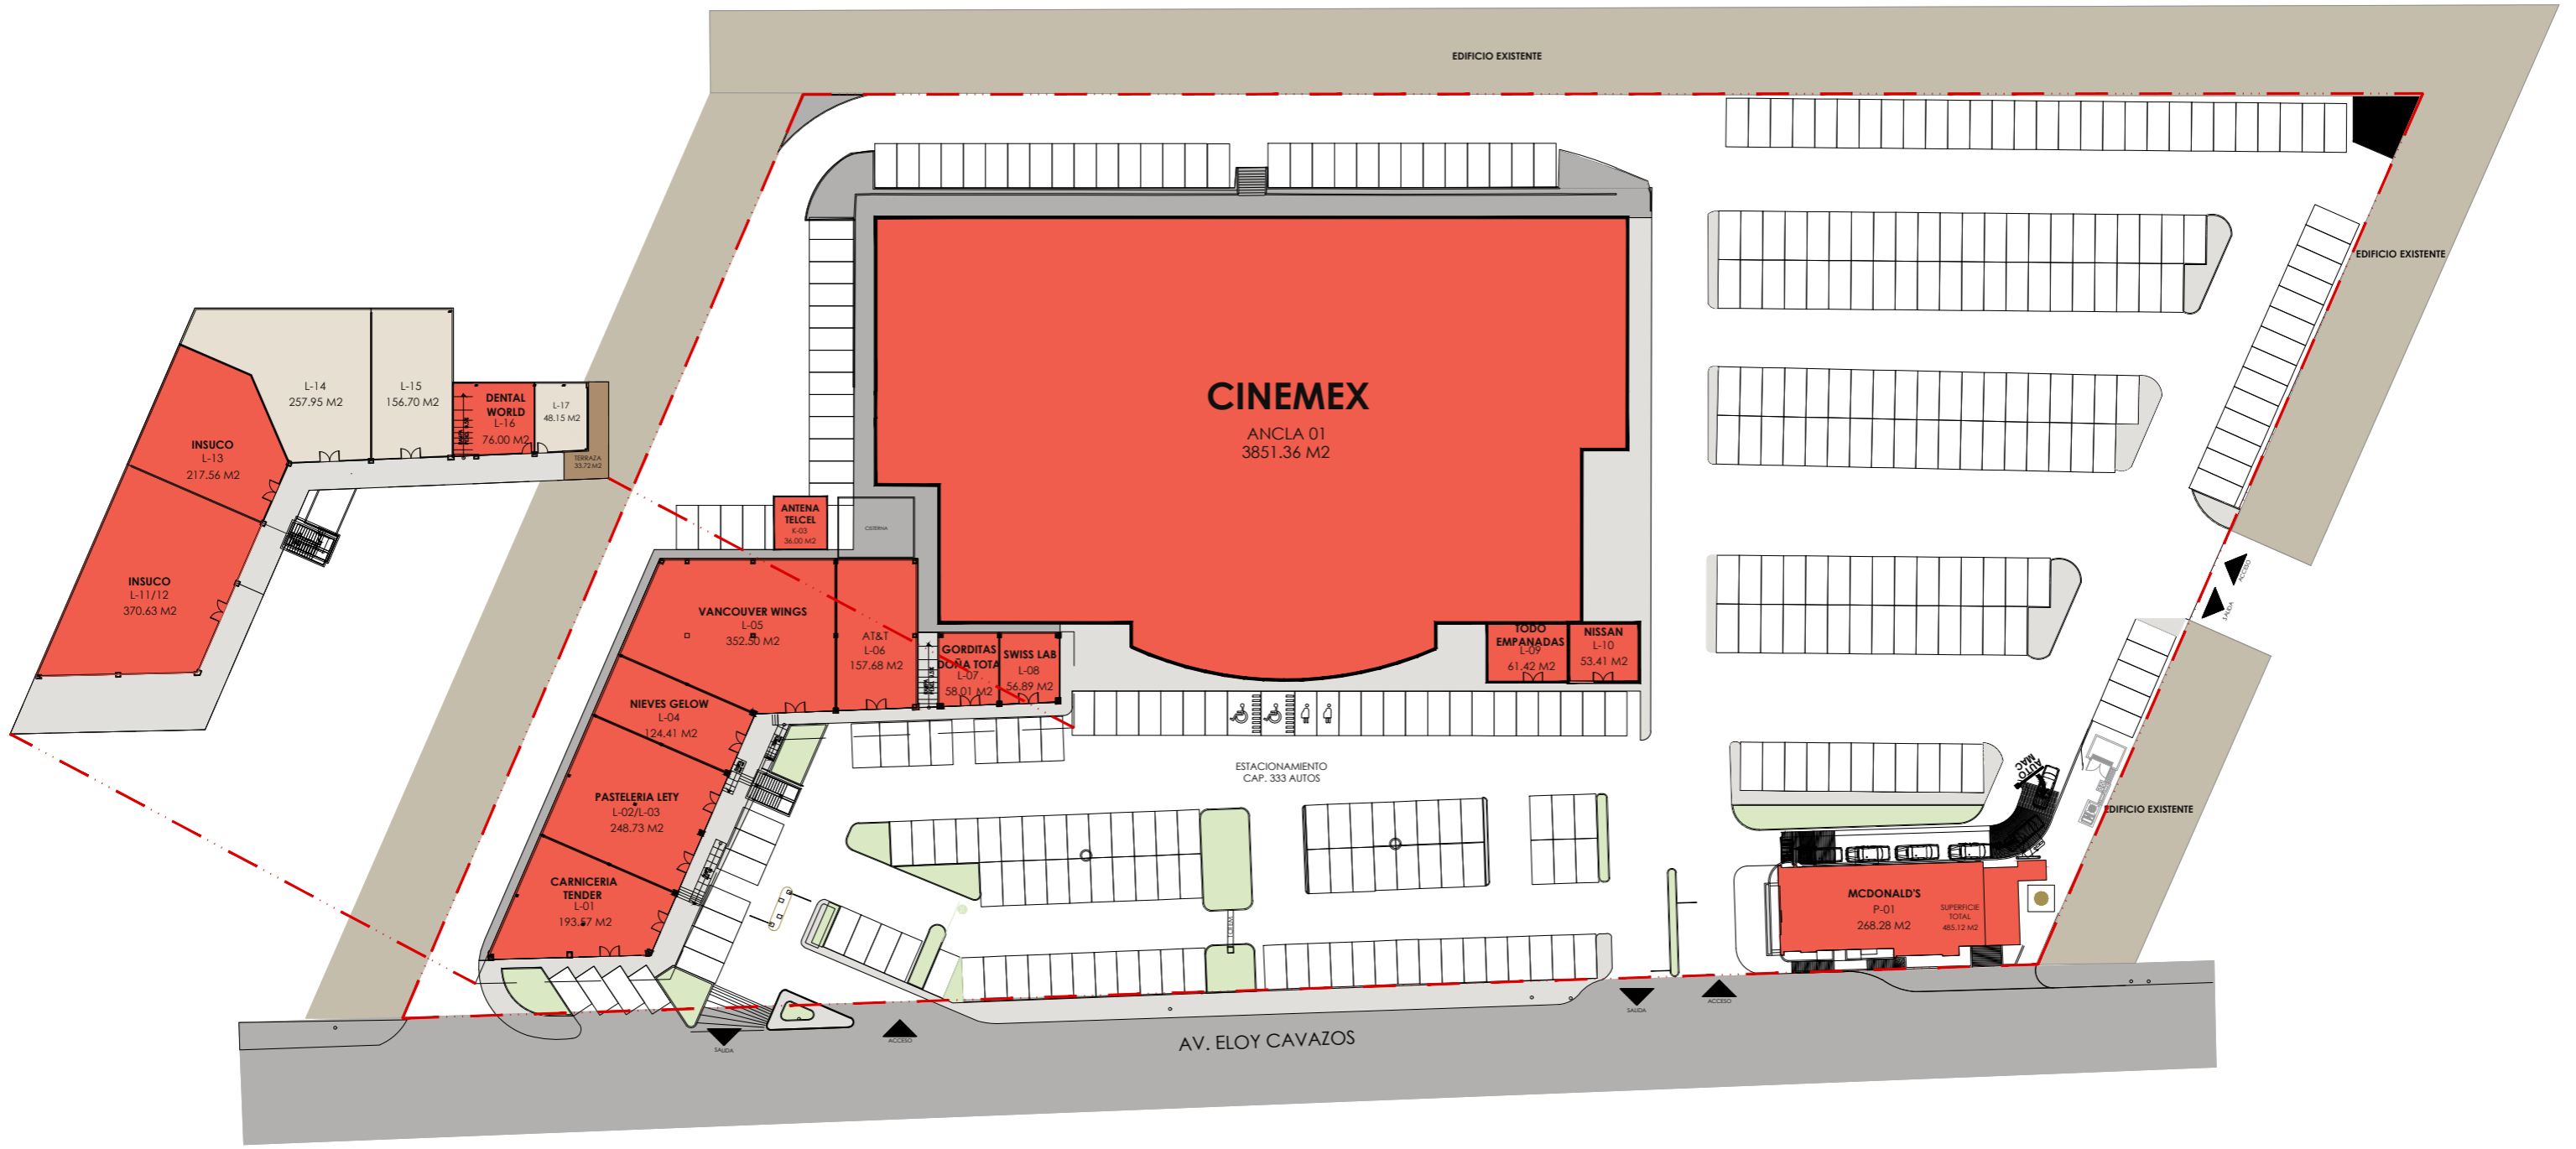 EDIFICIO EXISTENTE
EDIFICIO EXISTENTE
CINEMEX
ANCLA 01
3851.36 M2
L-14
257.95 M2
L-15
156.70 M2
DENTAL
WORLD
L-16
76.00 M2
L-17
48.15 M2
TERRAZA
33.72 M2
INSUCO
L-13
217.56 M2
INSUCO
L-11/12
370.63 M2
ANTENA
TELCEL
K-03
36.00 M2
CISTERNA
VANCOUVER WINGS
L-05
352.50 M2
AT&T
L-06
157.68 M2
GORDITAS
DOÑA TOTA
L-07
58.01 M2
SWISS LAB
L-08
56.89 M2
TODO
EMPANADAS
L-09
61.42 M2
NISSAN
L-10
53.41 M2
ACCESO
SALIDA
NIEVES GELOW
L-04
124.41 M2
PASTELERIA LETY
L-02/L-03
248.73 M2
CARNICERIA
TENDER
L-01
193.57 M2
ESTACIONAMIENTO
CAP. 333 AUTOS
AUTO
MAC
EDIFICIO EXISTENTE
MCDONALD'S
P-01
268.28 M2
SUPERFICIE
TOTAL
485.12 M2
SALIDA
ACCESO
SALIDA
ACCESO
AV. ELOY CAVAZOS